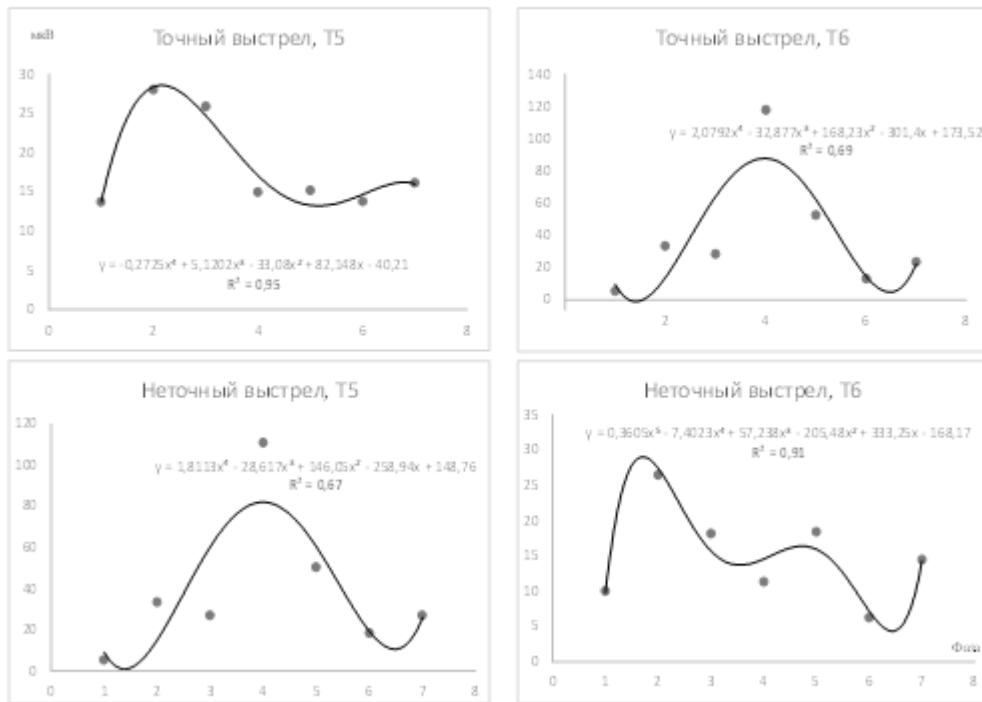 мкВ
Точный выстрел, Т5
30
25
20
15
10
5
0
y = -0,2725x⁴ + 5,1202x³ - 33,08x² + 82,148x - 40,21
R² = 0,95
0 2 4 6 8
Точный выстрел, Т6
140
120
100
80
60
40
20
0
y = 2,0792x⁴ - 32,877x³ + 168,23x² - 301,4x + 173,52
R² = 0,69
2 4 6 8
Неточный выстрел, Т5
120
100
80
60
40
20
0
y = 1,8113x⁴ - 28,617x³ + 146,05x² - 258,94x + 148,76
R² = 0,67
0 1 2 3 4 5 6 7 8
Неточный выстрел, Т6
35
30
25
20
15
10
5
0
y = 0,3605x⁵ - 7,4023x⁴ + 57,238x³ - 205,48x² + 333,25x - 168,17
R² = 0,91
Фаза
0 1 2 3 4 5 6 7 8